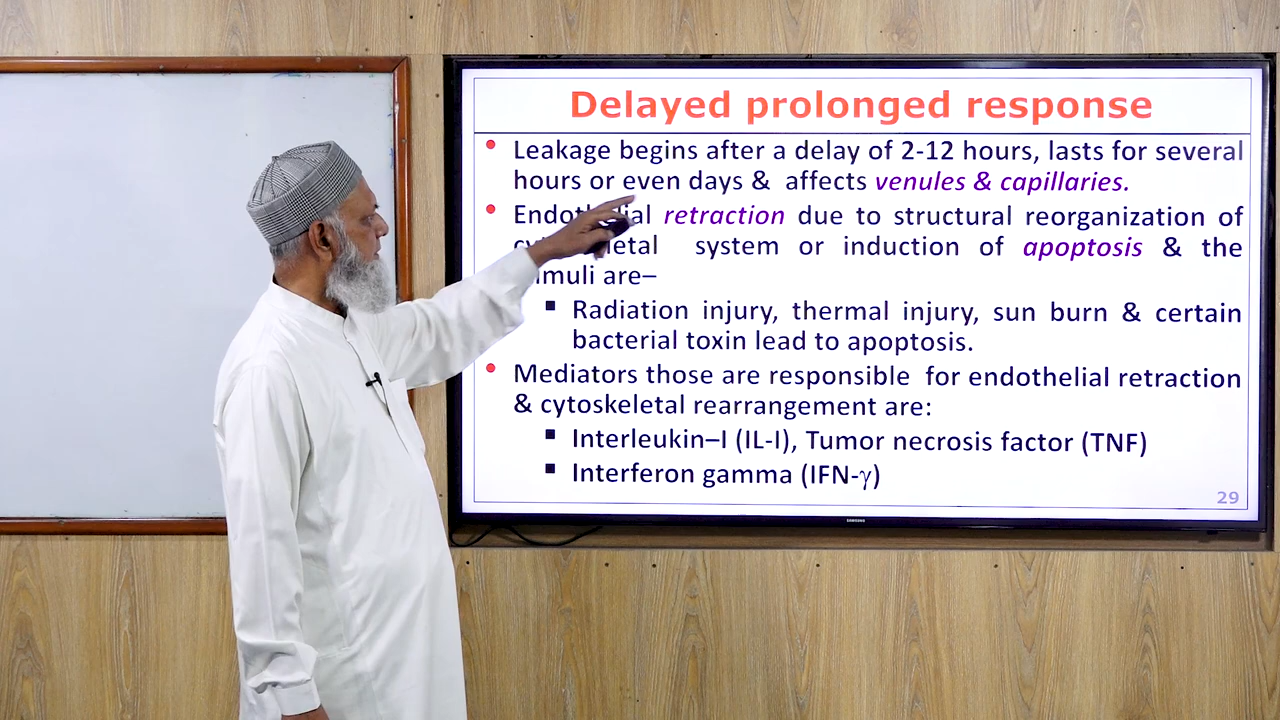 Delayed prolonged response
• Leakage begins after a delay of 2-12 hours, lasts for several
hours or even days & affects venules & capillaries.
• retraction due to structural reorganization of
system or induction of apoptosis & the
are–
▪ Radiation injury, thermal injury, sun burn & certain
bacterial toxin lead to apoptosis.
• Mediators those are responsible for endothelial retraction
& cytoskeletal rearrangement are:
▪ Interleukin–I (IL-I), Tumor necrosis factor (TNF)
▪ Interferon gamma (IFN-γ)
29
SAMSUNG